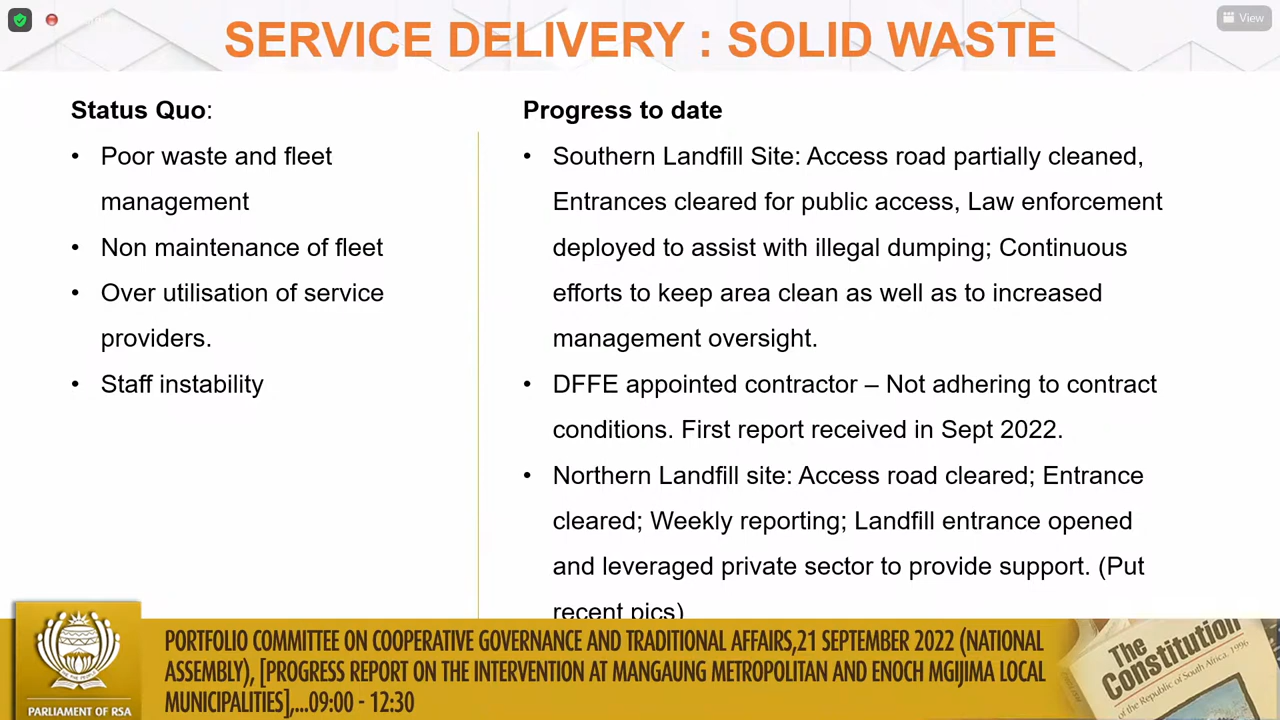 View
SERVICE DELIVERY : SOLID WASTE
Status Quo:
• Poor waste and fleet
management
• Non maintenance of fleet
• Over utilisation of service
providers.
• Staff instability
Progress to date
• Southern Landfill Site: Access road partially cleaned,
Entrances cleared for public access, Law enforcement
deployed to assist with illegal dumping; Continuous
efforts to keep area clean as well as to increased
management oversight.
• DFFE appointed contractor – Not adhering to contract
conditions. First report received in Sept 2022.
• Northern Landfill site: Access road cleared; Entrance
cleared; Weekly reporting; Landfill entrance opened
and leveraged private sector to provide support. (Put
recent pics)
PORTFOLIO COMMITTEE ON COOPERATIVE GOVERNANCE AND TRADITIONAL AFFAIRS,21 SEPTEMBER 2022 (NATIONAL
ASSEMBLY), [PROGRESS REPORT ON THE INTERVENTION AT MANGAUNG METROPOLITAN AND ENOCH MGIJIMA LOCAL
MUNICIPALITIES],...09:00 - 12:30
PARLIAMENT OF RSA
The
Constitution
of the Republic of South Africa, 1996